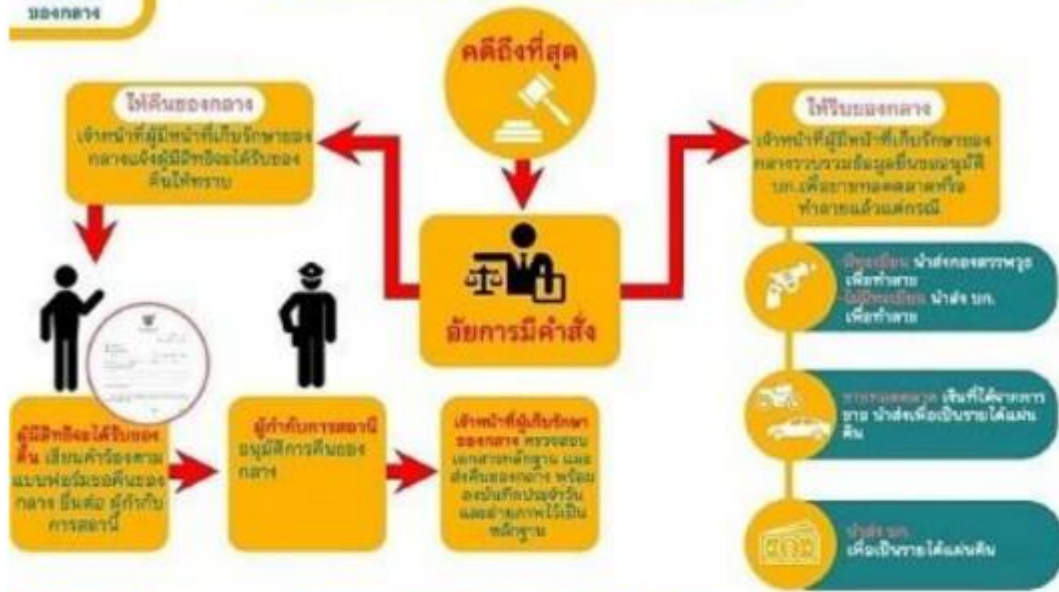 ของกลาง
คดีถึงที่สุด
ให้คืนของกลาง
เจ้าหน้าที่ผู้มีหน้าที่เก็บรักษาของ
กลางแจ้งผู้มีสิทธิจะได้รับของ
คืนให้ทราบ
ให้ริบของกลาง
เจ้าหน้าที่ผู้มีหน้าที่เก็บรักษาของ
กลางรวบรวมข้อมูลยื่นขออนุมัติ
บก.เพื่อขายทอดตลาดหรือ
ทำลายแล้วแต่กรณี
อัยการมีคำสั่ง
มีทะเบียน นำส่งกองสรรพาวุธ
เพื่อทำลาย
ไม่มีทะเบียน นำส่ง บก.
เพื่อทำลาย
ขายทอดตลาด เงินที่ได้จากการ
ขาย นำส่งเพื่อเป็นรายได้แผ่น
ดิน
นำส่ง บก.
เพื่อเป็นรายได้แผ่นดิน
ผู้มีสิทธิจะได้รับของ
คืน เขียนคำร้องตาม
แบบฟอร์มขอคืนของ
กลาง ยื่นต่อ ผู้กำกับ
การสถานี
ผู้กำกับการสถานี
อนุมัติการคืนของ
กลาง
เจ้าหน้าที่ผู้เก็บรักษา
ของกลาง ตรวจสอบ
เอกสารหลักฐาน และ
ส่งคืนของกลาง พร้อม
ลงบันทึกประจำวัน
และถ่ายภาพไว้เป็น
หลักฐาน